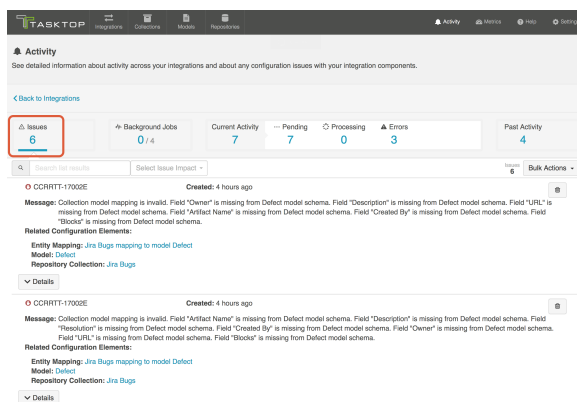 TASKTOP
Integrations
Collections
Models
Repositories
Activity
Metrics
Help
Setting
Activity
See detailed information about activity across your integrations and about any configuration issues with your integration components.
Back to Integrations
Issues
6
Background Jobs
0 / 4
Current Activity
7
Pending
7
Processing
0
Errors
3
Past Activity
4
Search list results
Select Issue Impact
Issues
6
Bulk Actions
CCRRTT-17002E
Created: 4 hours ago
Message: Collection model mapping is invalid. Field "Owner" is missing from Defect model schema. Field "Description" is missing from Defect model schema. Field "URL" is
missing from Defect model schema. Field "Artifact Name" is missing from Defect model schema. Field "Created By" is missing from Defect model schema. Field
"Blocks" is missing from Defect model schema.
Related Configuration Elements:
Entity Mapping: Jira Bugs mapping to model Defect
Model: Defect
Repository Collection: Jira Bugs
Details
CCRRTT-17002E
Created: 4 hours ago
Message: Collection model mapping is invalid. Field "Artifact Name" is missing from Defect model schema. Field "Description" is missing from Defect model schema. Field
"Resolution" is missing from Defect model schema. Field "Created By" is missing from Defect model schema. Field "Owner" is missing from Defect model schema.
Field "URL" is missing from Defect model schema. Field "Blocks" is missing from Defect model schema.
Related Configuration Elements:
Entity Mapping: Jira Bugs mapping to model Defect
Model: Defect
Repository Collection: Jira Bugs
Details